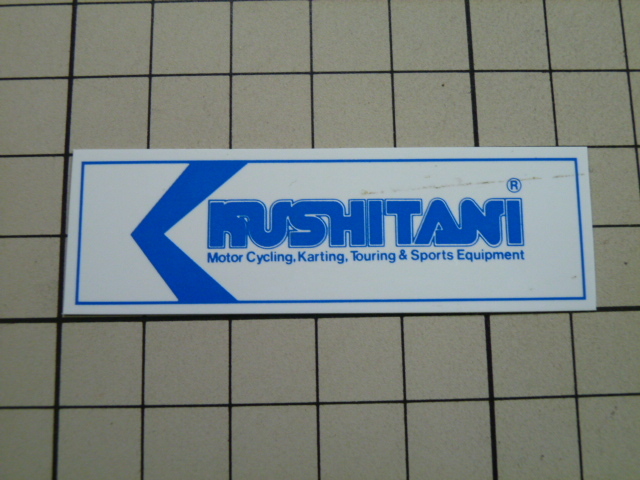 KUSHITANI ®
Motor Cycling, Karting, Touring & Sports Equipment